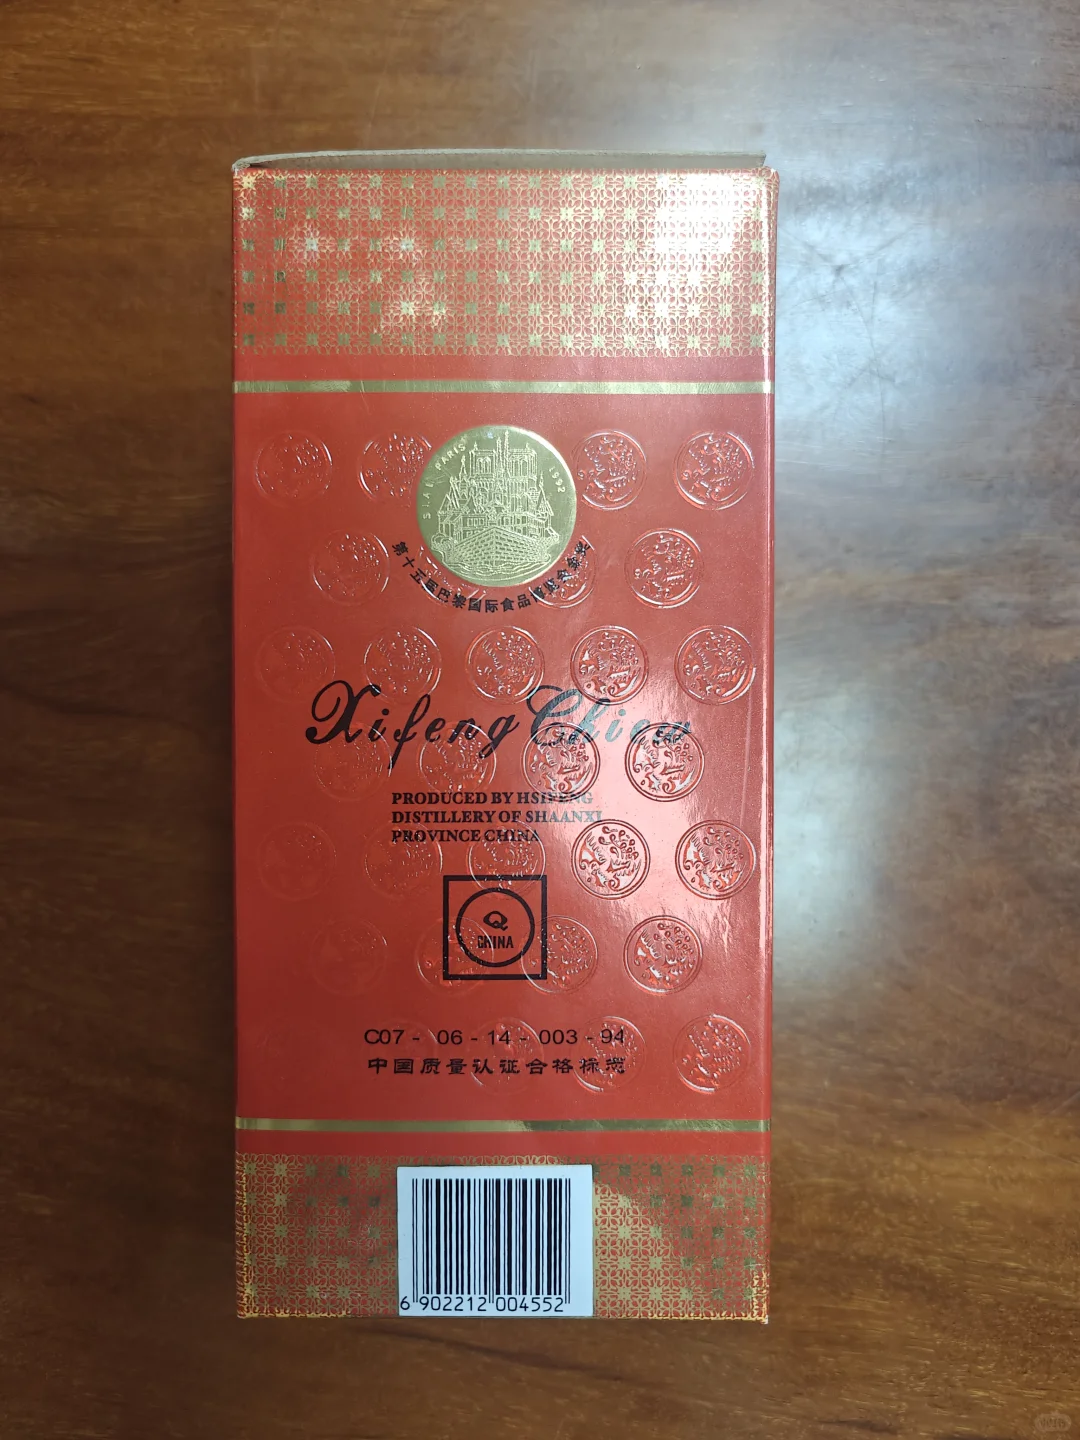 S.I.A.L PARIS 1992
第十五届巴黎国际食品博览会金奖
Xifeng Chiew
PRODUCED BY HSIFENG
DISTILLERY OF SHAANXI
PROVINCE CHINA
Q
CHINA
C07 - 06 - 14 - 003 - 94
中国质量认证合格标志
6 902212 004552